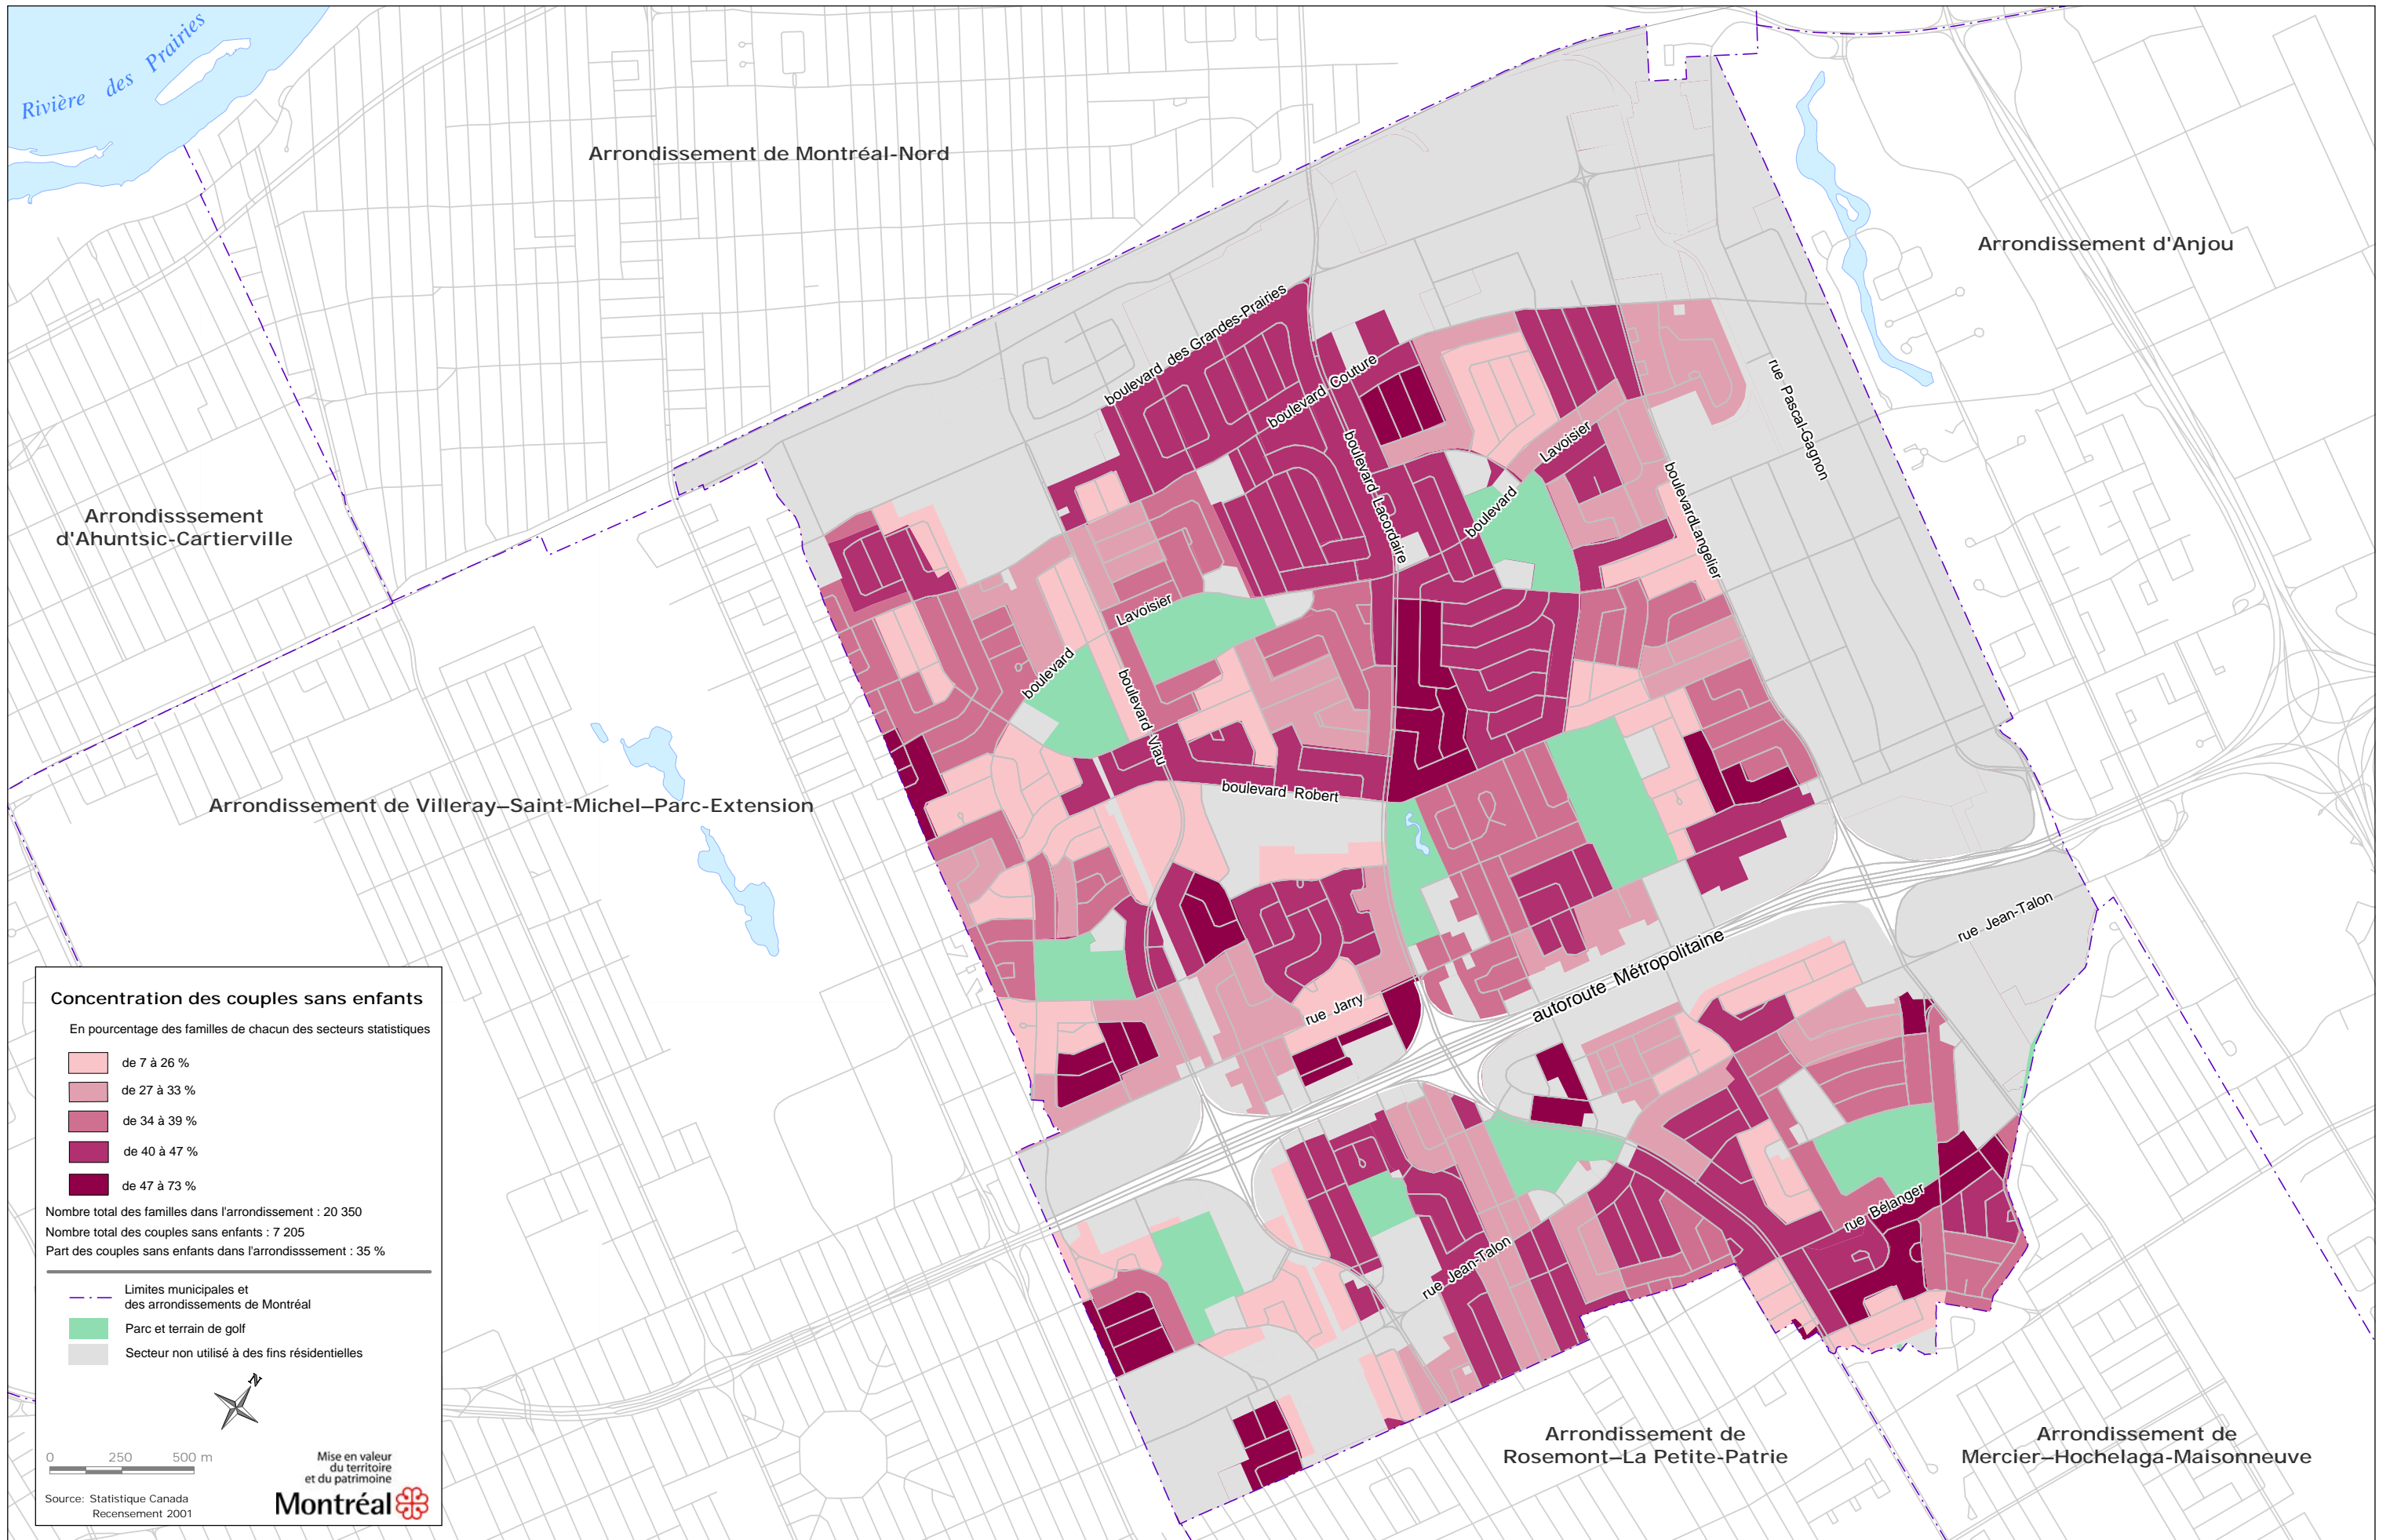 Rivière des Prairies
Arrondissement de Montréal-Nord
Arrondissement d'Anjou
Arrondisssement
d'Ahuntsic-Cartierville
Arrondissement de Villeray–Saint-Michel–Parc-Extension
boulevard des Grandes-Prairies
boulevard Couture
boulevard Lacordaire
boulevard Lavoisier
rue Pascal-Gagnon
boulevard Langelier
boulevard Lavoisier
boulevard Viau
boulevard Robert
rue Jarry
autoroute Métropolitaine
rue Jean-Talon
rue Bélanger
rue Jean-Talon
Arrondissement de
Rosemont–La Petite-Patrie
Arrondissement de
Mercier–Hochelaga-Maisonneuve
Concentration des couples sans enfants
En pourcentage des familles de chacun des secteurs statistiques
de 7 à 26 %
de 27 à 33 %
de 34 à 39 %
de 40 à 47 %
de 47 à 73 %
Nombre total des familles dans l'arrondissement : 20 350
Nombre total des couples sans enfants : 7 205
Part des couples sans enfants dans l'arrondisssement : 35 %
Limites municipales et
des arrondissements de Montréal
Parc et terrain de golf
Secteur non utilisé à des fins résidentielles
N
0 250 500 m
Mise en valeur
du territoire
et du patrimoine
Montréal
Source: Statistique Canada
Recensement 2001